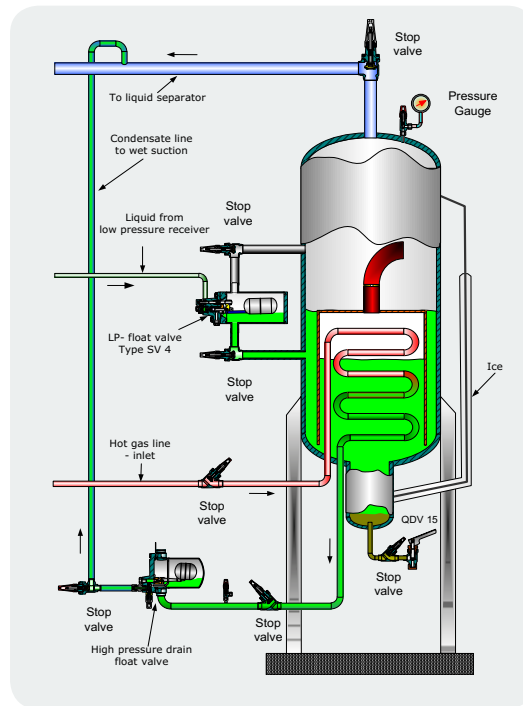 Stop
valve
Pressure
Gauge
To liquid separator
Condensate line
to wet suction
Stop
valve
Liquid from
low pressure receiver
LP- float valve
Type SV 4
Stop
valve
Ice
Hot gas line
- inlet
Stop
valve
QDV 15
Stop
valve
Stop
valve
Stop
valve
High pressure drain
float valve